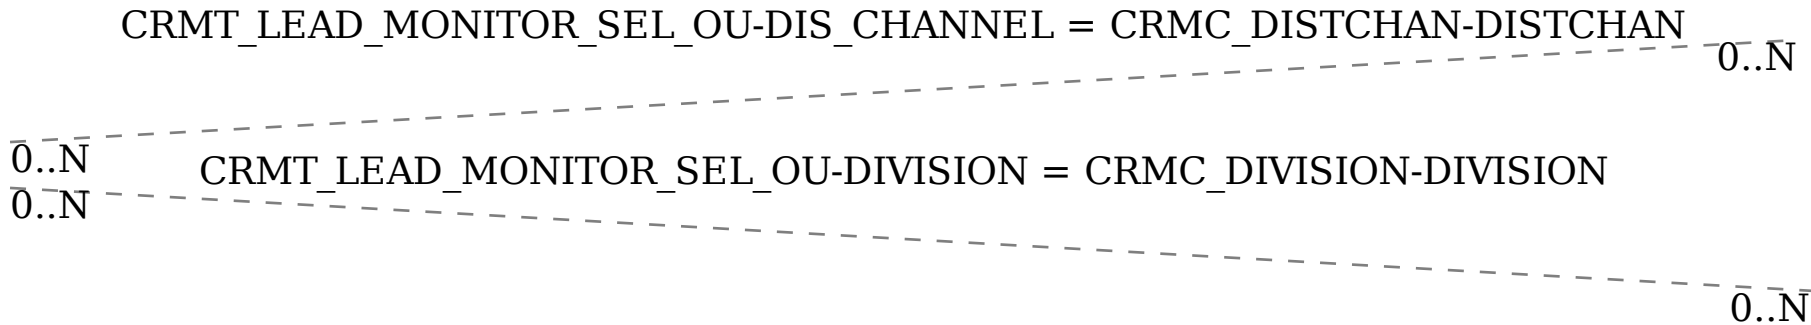 CRMT_LEAD_MONITOR_SEL_OU-DIS_CHANNEL = CRMC_DISTCHAN-DISTCHAN
0..N
0..N
CRMT_LEAD_MONITOR_SEL_OU-DIVISION = CRMC_DIVISION-DIVISION
0..N
0..N